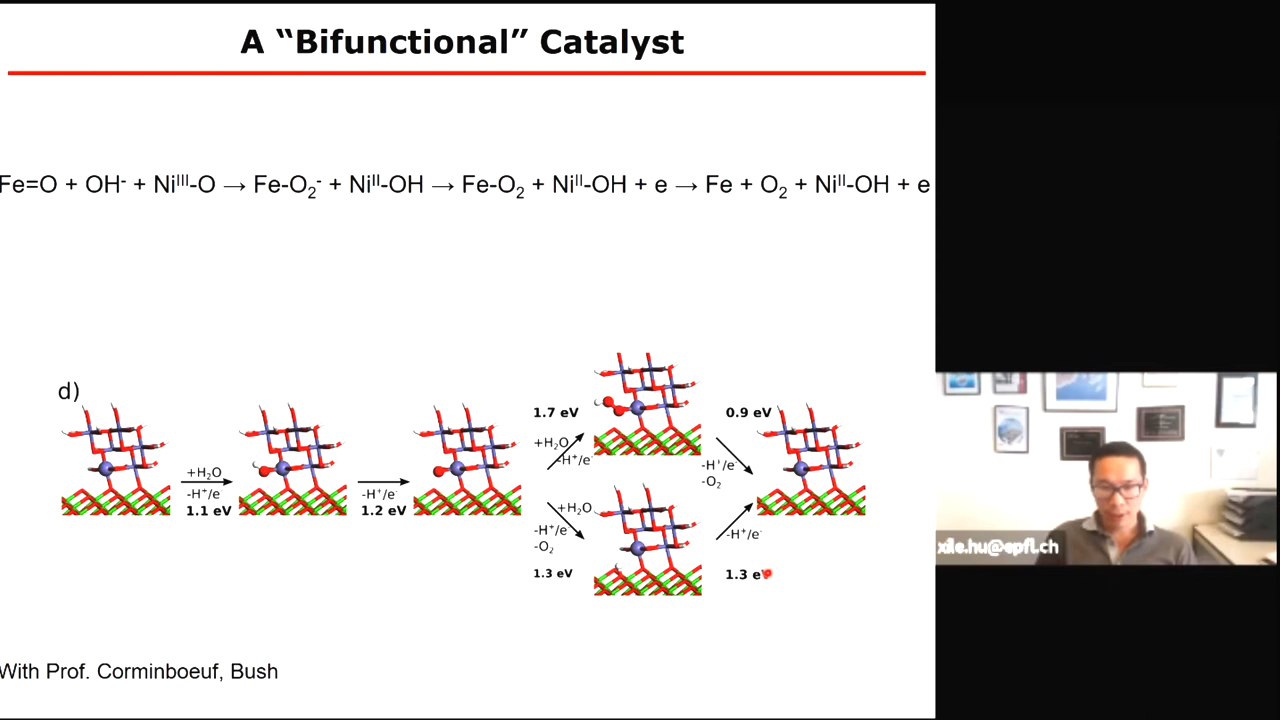 A “Bifunctional” Catalyst
Fe=O + OH⁻ + Niᴵᴵᴵ-O → Fe-O₂⁻ + Niᴵᴵ-OH → Fe-O₂ + Niᴵᴵ-OH + e → Fe + O₂ + Niᴵᴵ-OH + e
d)
+H₂O
-H⁺/e⁻
1.1 eV
-H⁺/e⁻
1.2 eV
1.7 eV
+H₂O
-H⁺/e⁻
0.9 eV
-H⁺/e⁻
-O₂
+H₂O
-H⁺/e⁻
-O₂
1.3 eV
-H⁺/e⁻
1.3 eV
With Prof. Corminboeuf, Bush
xile.hu@epfl.ch